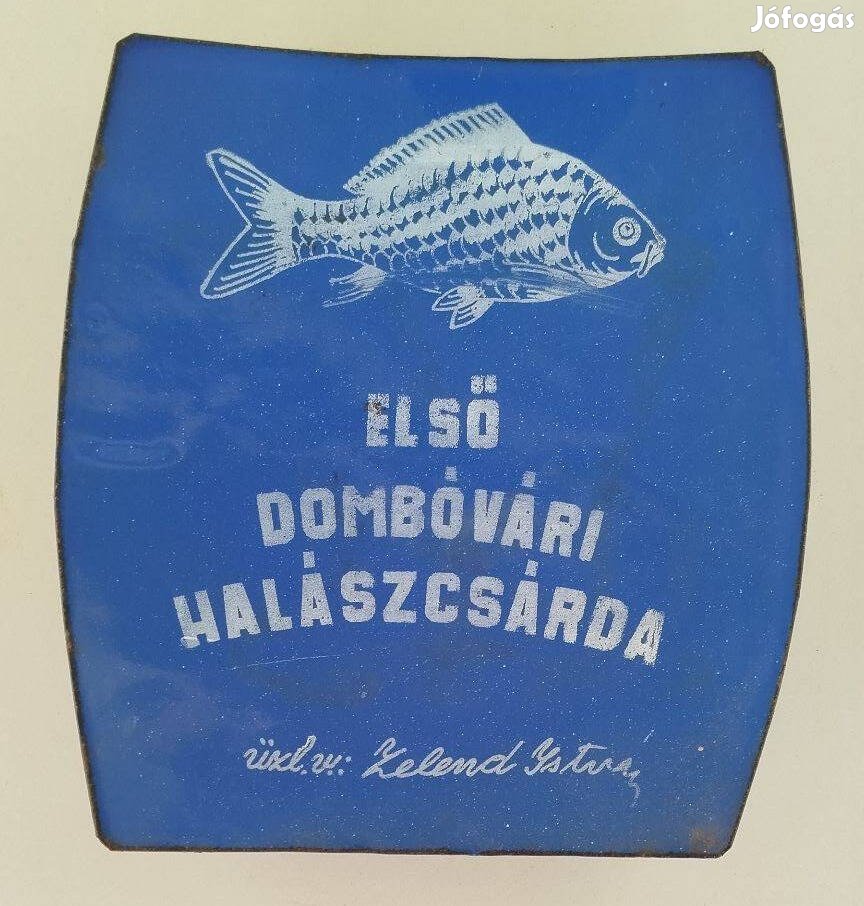 Jófogás
ELSŐ
DOMBÓVÁRI
HALÁSZCSÁRDA
üzl.v.: Zelend István